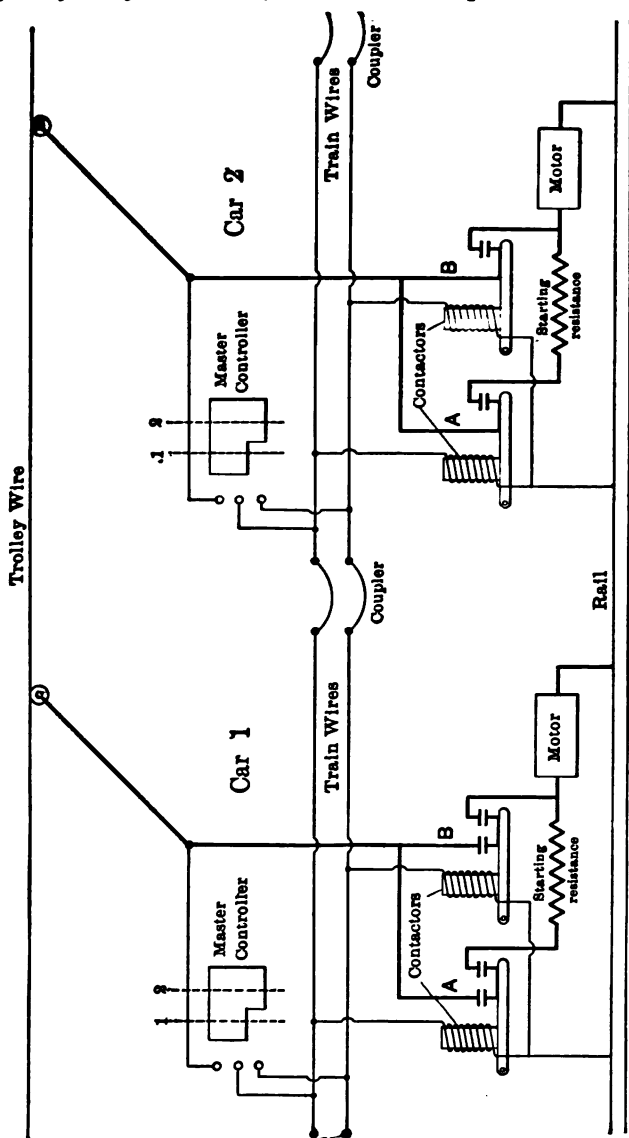 Trolley Wire
Car 1
Car 2
1
2
Master
Controller
1
2
Master
Controller
Train Wires
Coupler
Train Wires
Coupler
Contactors
A
B
Starting
resistance
Motor
Contactors
A
B
Starting
resistance
Motor
Rail